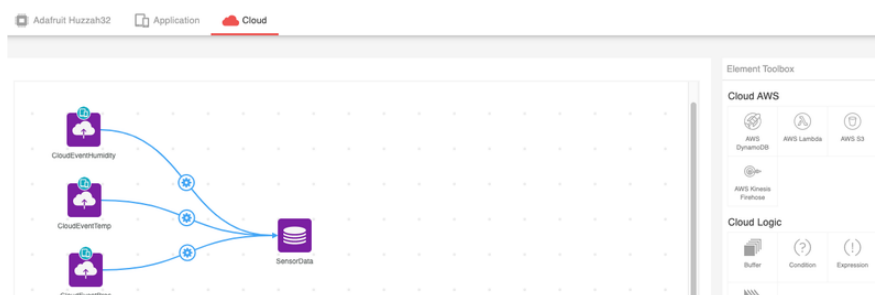 Adafruit Huzzah32
Application
Cloud
Element Toolbox
Cloud AWS
AWS
DynamoDB
AWS Lambda
AWS S3
AWS Kinesis
Firehose
Cloud Logic
Buffer
Condition
Expression
CloudEventHumidity
CloudEventTemp
SensorData